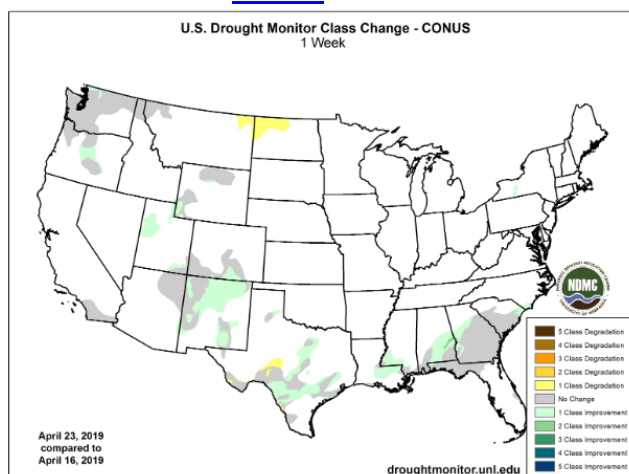 U.S. Drought Monitor Class Change - CONUS
1 Week
NDMC
5 Class Degradation
4 Class Degradation
3 Class Degradation
2 Class Degradation
1 Class Degradation
No Change
1 Class Improvement
2 Class Improvement
3 Class Improvement
4 Class Improvement
5 Class Improvement
April 23, 2019
compared to
April 16, 2019
droughtmonitor.unl.edu